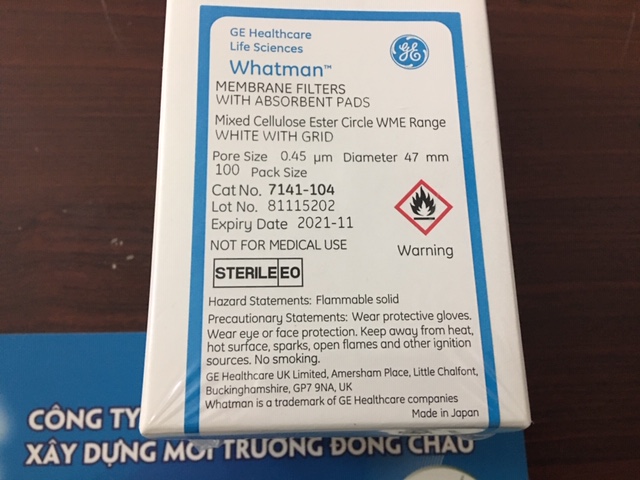 GE Healthcare
Life Sciences
GE
Whatman™
MEMBRANE FILTERS
WITH ABSORBENT PADS
Mixed Cellulose Ester Circle WME Range
WHITE WITH GRID
Pore Size 0.45 µm Diameter 47 mm
100 Pack Size
Cat No. 7141-104
Lot No. 81115202
Expiry Date 2021-11
NOT FOR MEDICAL USE
Warning
STERILE EO
Hazard Statements: Flammable solid
Precautionary Statements: Wear protective gloves.
Wear eye or face protection. Keep away from heat,
hot surface, sparks, open flames and other ignition
sources. No smoking.
GE Healthcare UK Limited, Amersham Place, Little Chalfont,
Buckinghamshire, GP7 9NA, UK
Whatman is a trademark of GE Healthcare companies
Made in Japan
CÔNG TY
XÂY DỰNG MÔI TRƯỜNG ĐÔNG CHÂU